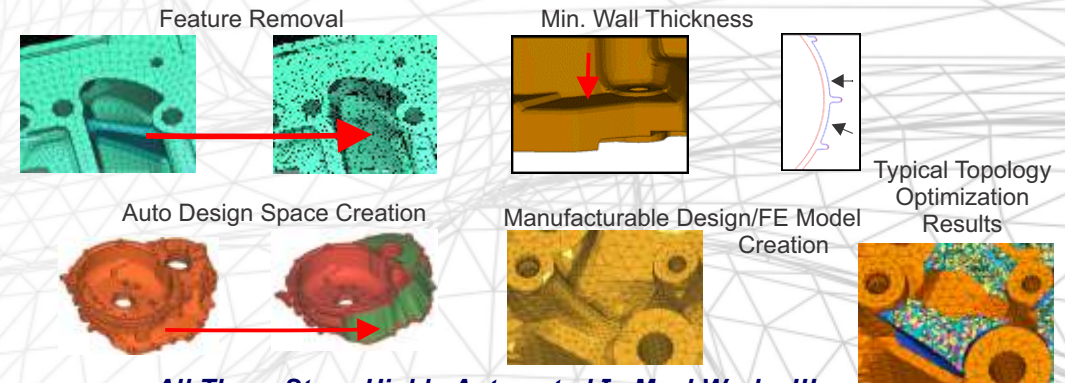 Feature Removal
Min. Wall Thickness
Typical Topology
Optimization
Results
Auto Design Space Creation
Manufacturable Design/FE Model
Creation